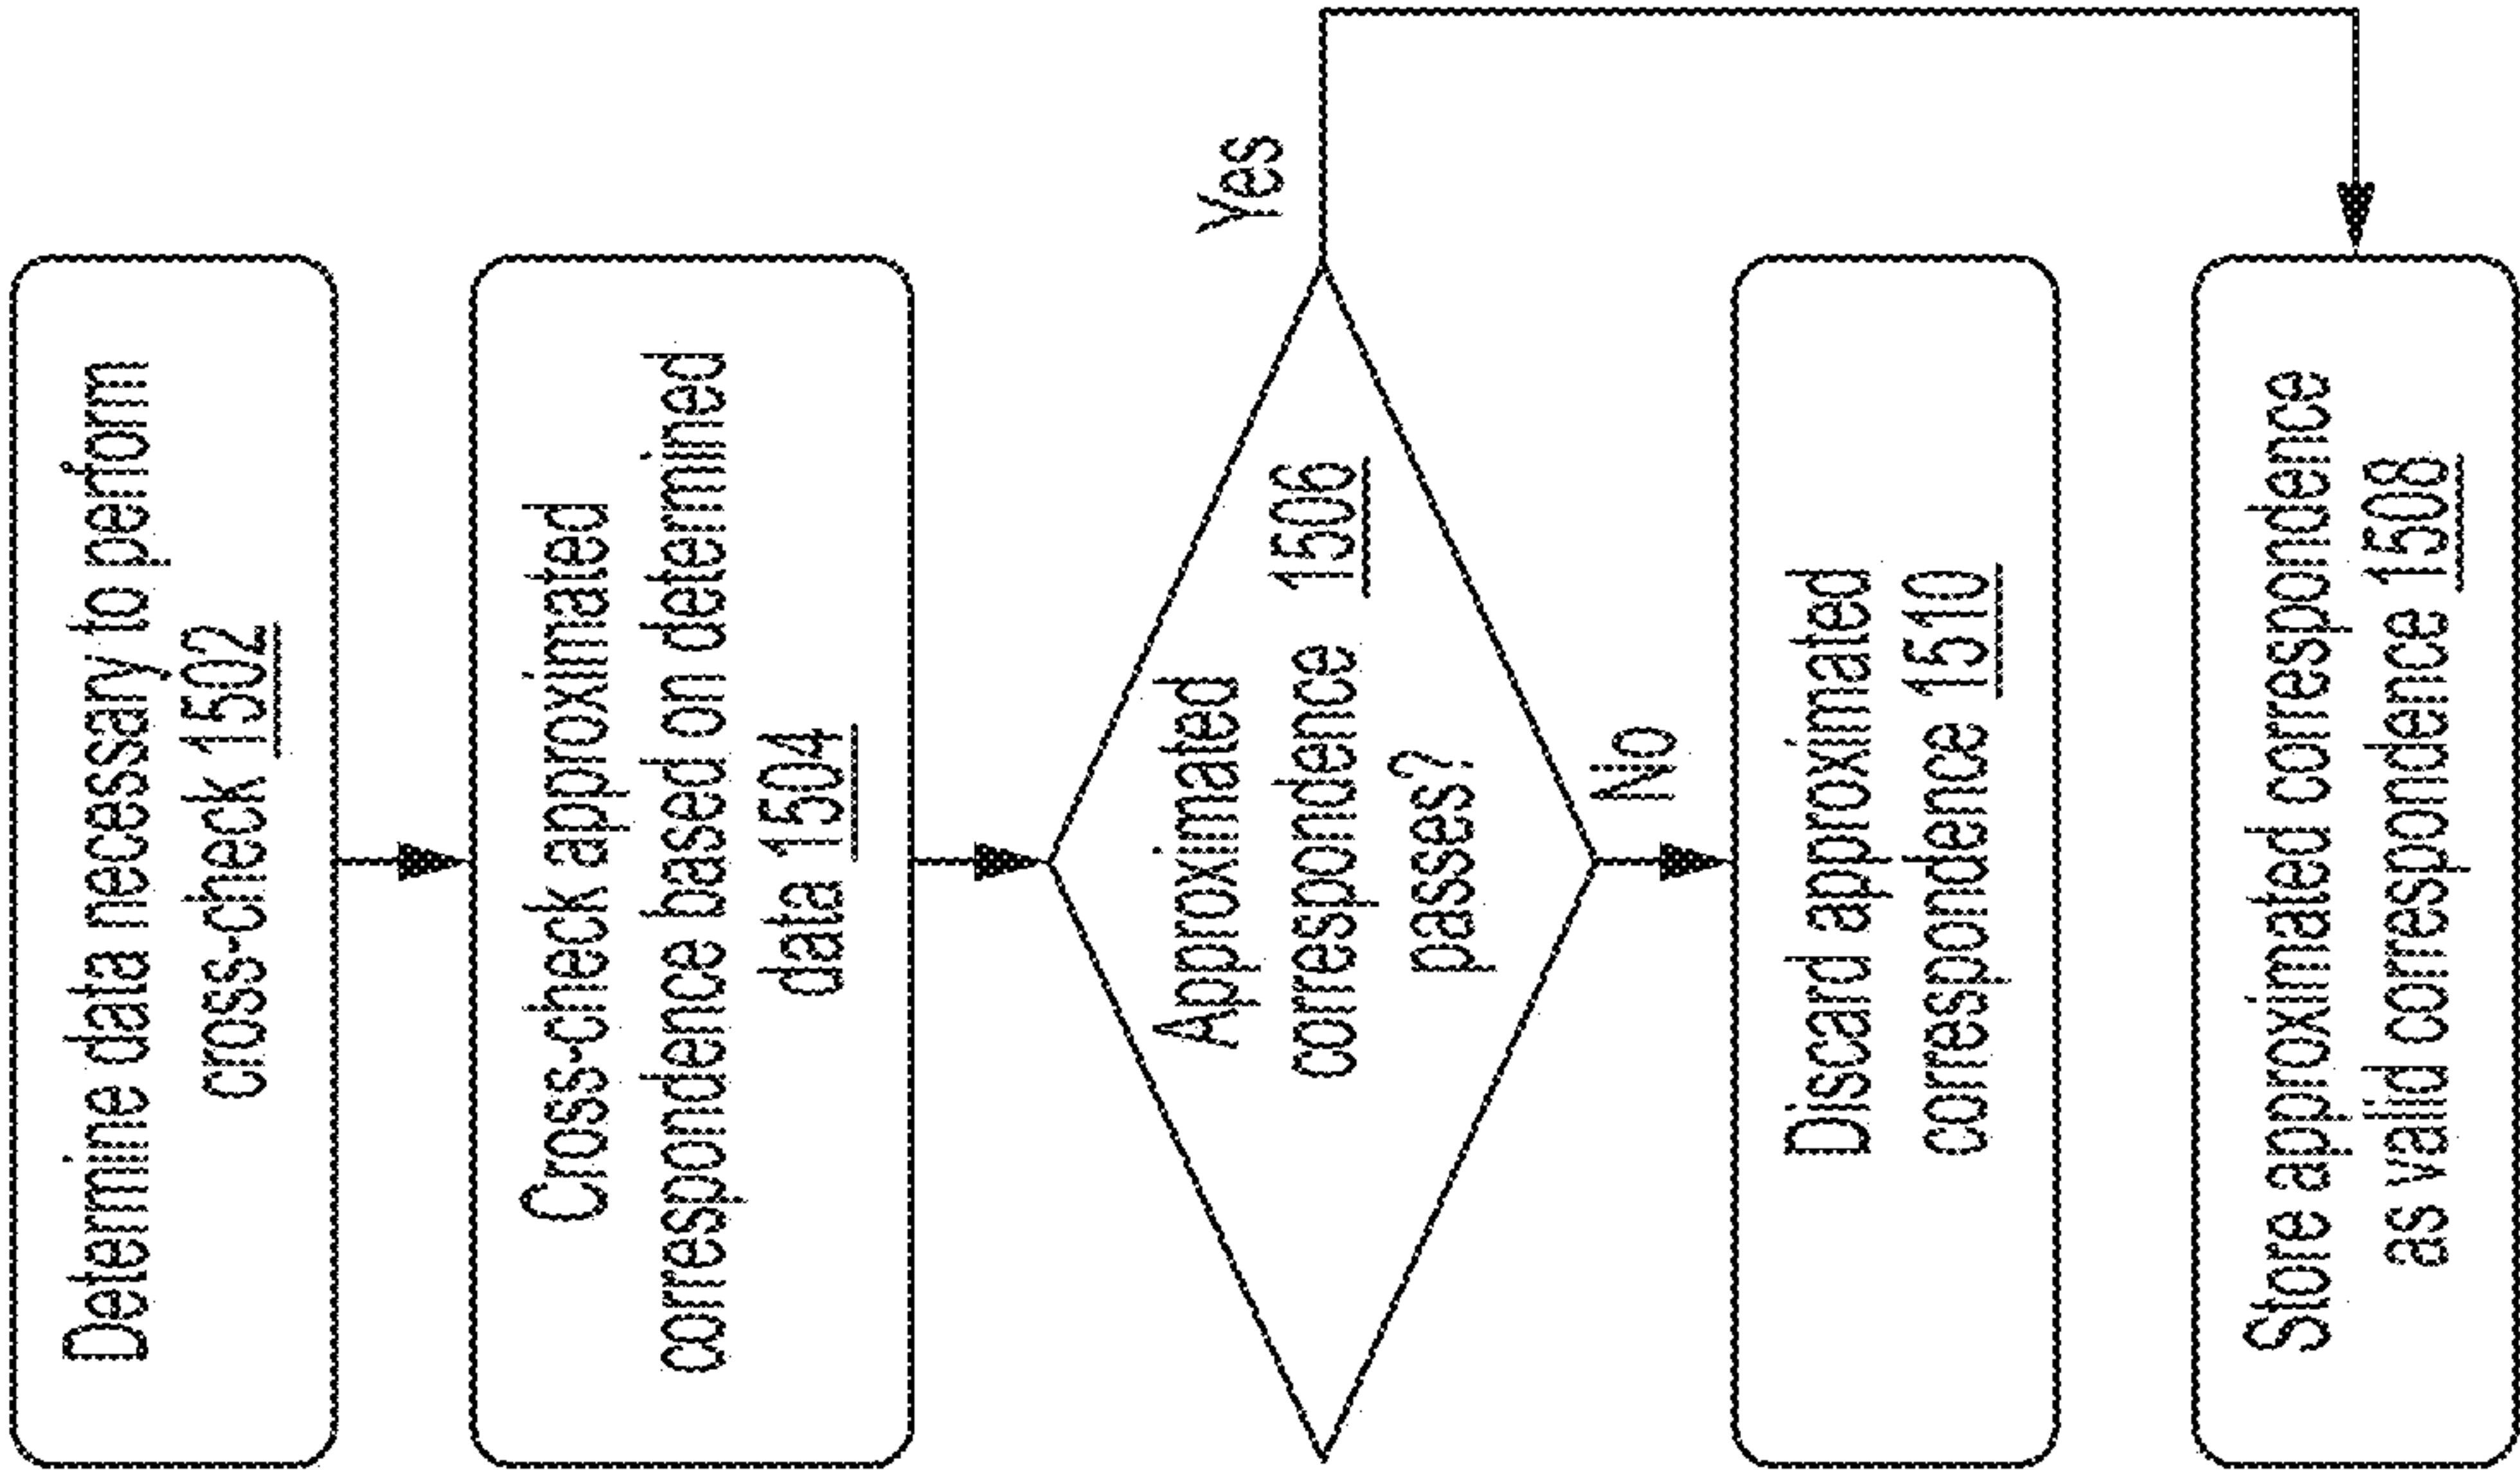 Determine data necessary to perform
cross-check 1502
Cross-check approximated
correspondence based on determined
data 1504
Approximated
correspondence 1506
passes?
Yes
No
Discard approximated
correspondence 1510
Store approximated correspondence
as valid correspondence 1508